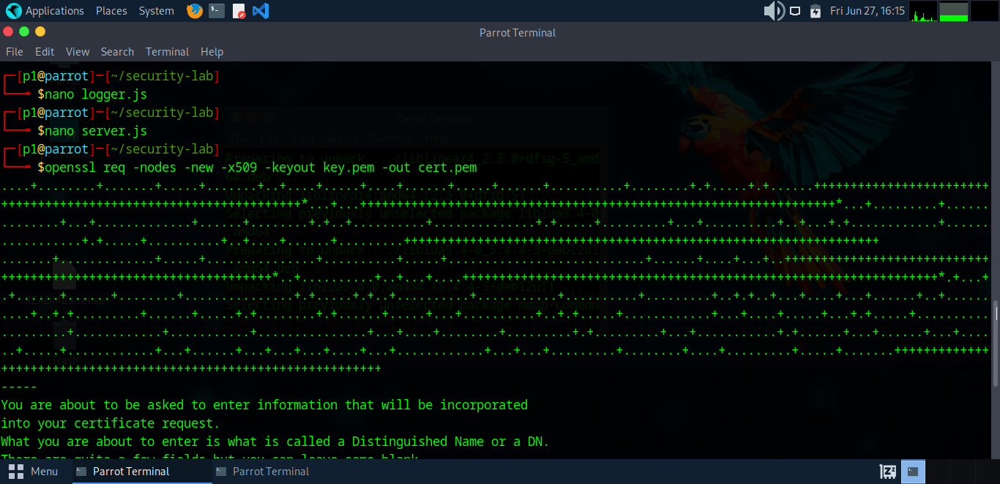 Applications Places System Fri Jun 27, 16:15
Parrot Terminal
File Edit View Search Terminal Help
┌─[p1@parrot]─[~/security-lab]
└──╼ $nano logger.js
┌─[p1@parrot]─[~/security-lab]
└──╼ $nano server.js
┌─[p1@parrot]─[~/security-lab]
└──╼ $openssl req -nodes -new -x509 -keyout key.pem -out cert.pem
-----
You are about to be asked to enter information that will be incorporated
into your certificate request.
What you are about to enter is what is called a Distinguished Name or a DN.
There are quite a few fields but you can leave some blank
Menu Parrot Terminal Parrot Terminal